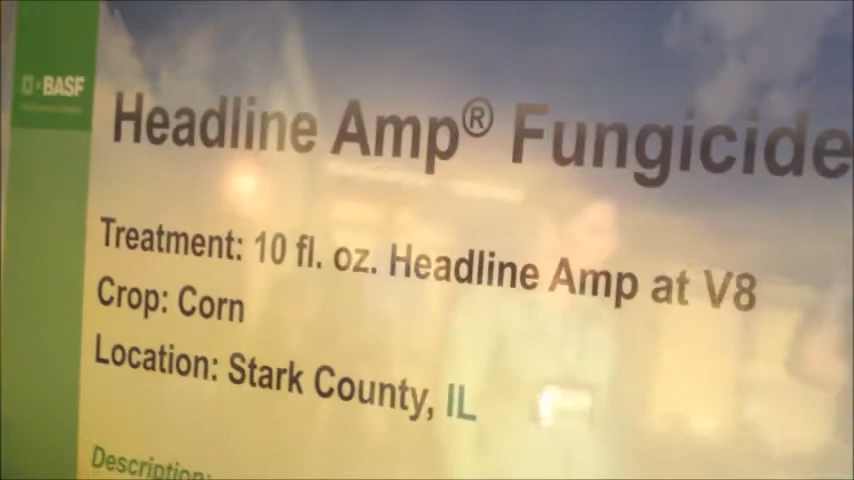 BASF
Headline Amp® Fungicide
Treatment: 10 fl. oz. Headline Amp at V8
Crop: Corn
Location: Stark County, IL
Description: